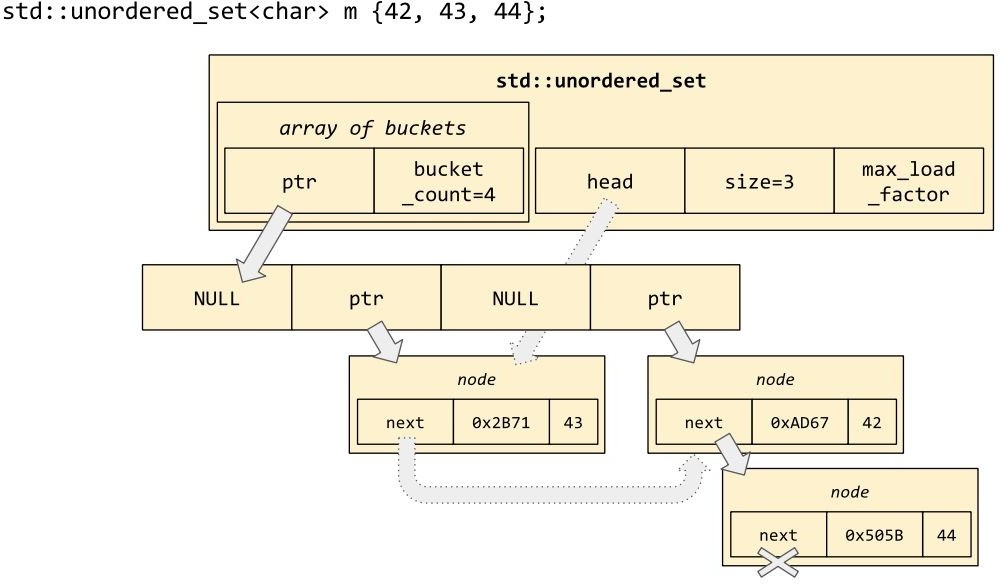 std::unordered_set<char> m {42, 43, 44};
std::unordered_set
array of buckets
ptr
bucket
_count=4
head
size=3
max_load
_factor
NULL
ptr
NULL
ptr
node
next
0x2B71
43
node
next
0xAD67
42
node
next
0x505B
44